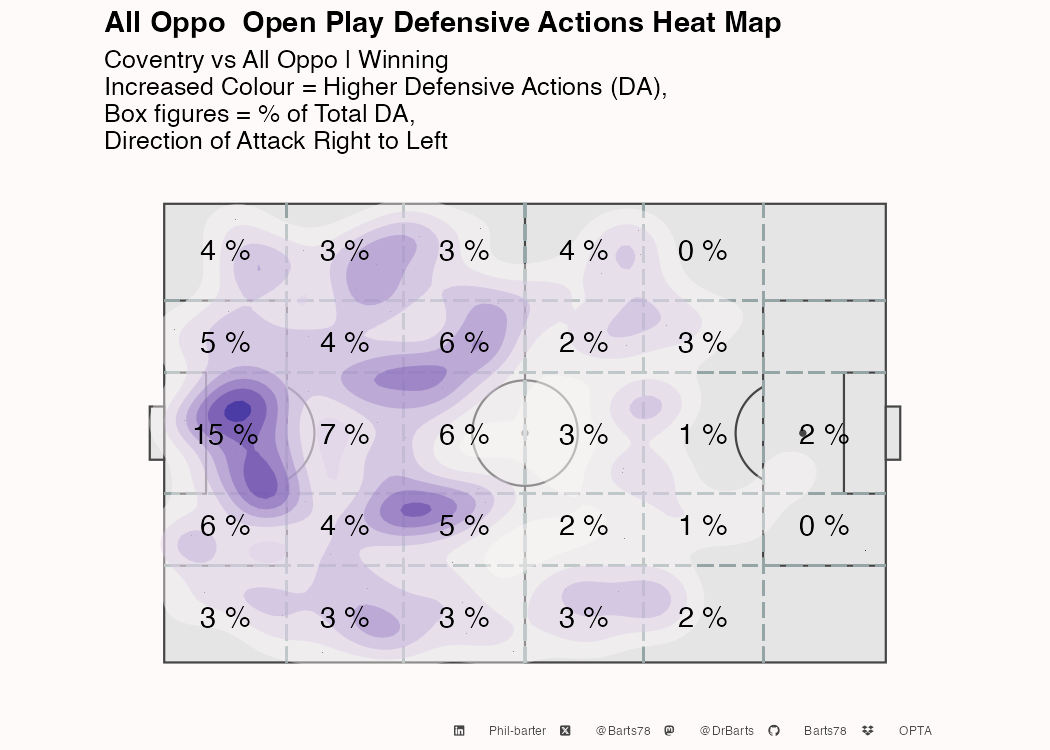 All Oppo  Open Play Defensive Actions Heat Map
Coventry vs All Oppo | Winning
Increased Colour = Higher Defensive Actions (DA),
Box figures = % of Total DA,
Direction of Attack Right to Left
4 % 3 % 3 % 4 % 0 %
5 % 4 % 6 % 2 % 3 %
15 % 7 % 6 % 3 % 1 % 2 %
6 % 4 % 5 % 2 % 1 % 0 %
3 % 3 % 3 % 3 % 2 %
Phil-barter @Barts78 @DrBarts Barts78 OPTA